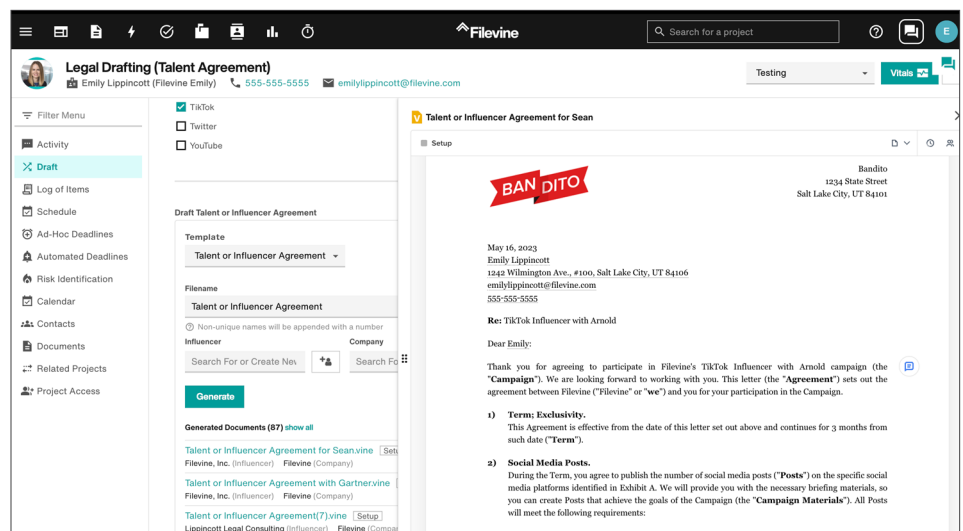 Filevine
Search for a project
E
Legal Drafting (Talent Agreement)
Emily Lippincott (Filevine Emily) 555-555-5555 emilylippincott@filevine.com
Testing
Vitals
Filter Menu
Activity
Draft
Log of Items
Schedule
Ad-Hoc Deadlines
Automated Deadlines
Risk Identification
Calendar
Contacts
Documents
Related Projects
Project Access
TikTok
Twitter
YouTube
Draft Talent or Influencer Agreement
Template
Talent or Influencer Agreement
Filename
Talent or Influencer Agreement
Non-unique names will be appended with a number
Influencer Company
Search For or Create Nev Search Fo
Generate
Generated Documents (87) show all
Talent or Influencer Agreement for Sean.vine Setu
Filevine, Inc. (Influencer) Filevine (Company)
Talent or Influencer Agreement with Gartner.vine
Filevine, Inc. (Influencer) Filevine (Company)
Talent or Influencer Agreement(7).vine Setup
Lippincott Legal Consulting (Influencer) Filevine (Compan
Talent or Influencer Agreement for Sean
Setup
BANDITO
Bandito
1234 State Street
Salt Lake City, UT 84101
May 16, 2023
Emily Lippincott
1242 Wilmington Ave., #100, Salt Lake City, UT 84106
emilylippincott@filevine.com
555-555-5555
Re: TikTok Influencer with Arnold
Dear Emily:
Thank you for agreeing to participate in Filevine's TikTok Influencer with Arnold campaign (the
"Campaign"). We are looking forward to working with you. This letter (the "Agreement") sets out the
agreement between Filevine ("Filevine" or "we") and you for your participation in the Campaign.
1) Term; Exclusivity.
This Agreement is effective from the date of this letter set out above and continues for 3 months from
such date ("Term").
2) Social Media Posts.
During the Term, you agree to publish the number of social media posts ("Posts") on the specific social
media platforms identified in Exhibit A. We will provide you with the necessary briefing materials, so
you can create Posts that achieve the goals of the Campaign (the "Campaign Materials"). All Posts
will meet the following requirements: